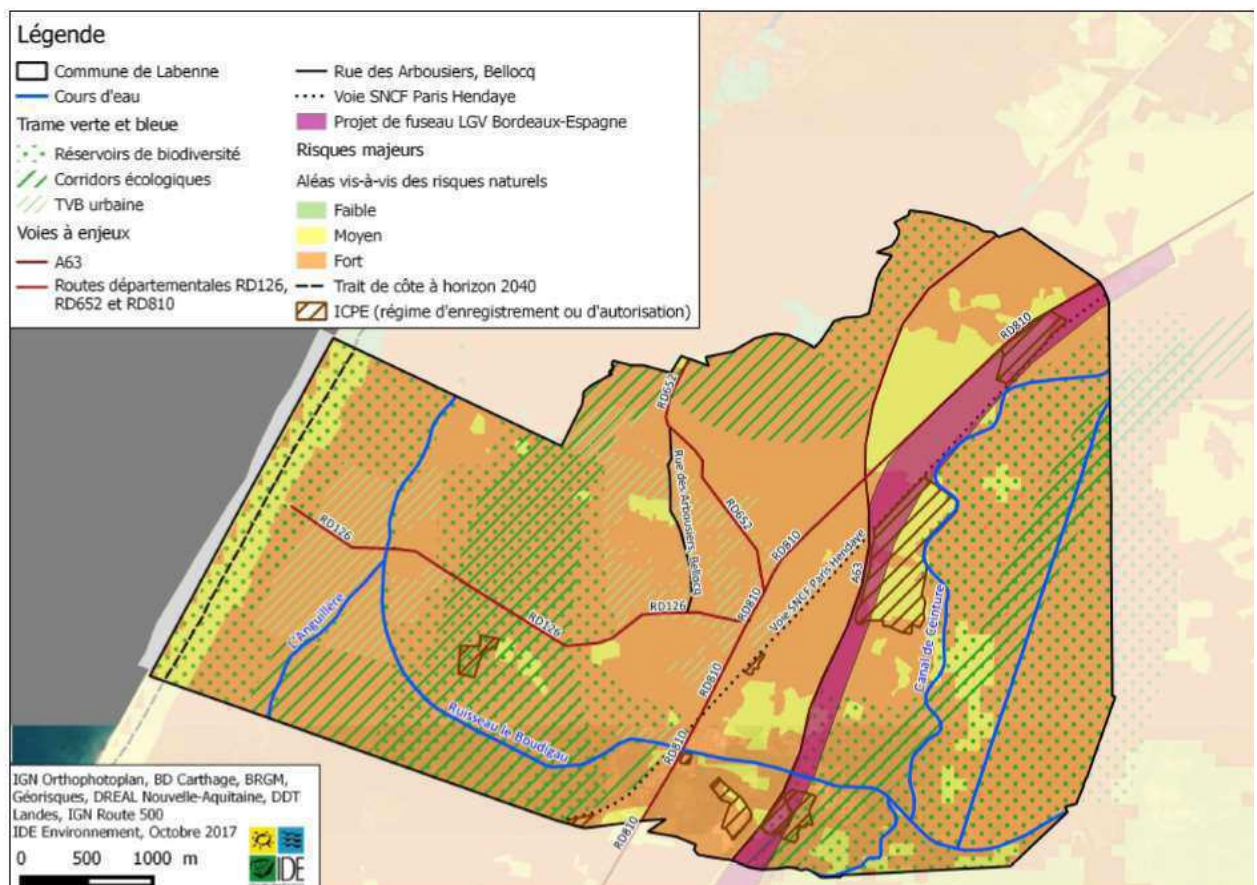 Légende
Commune de Labenne
Cours d'eau
Trame verte et bleue
Réservoirs de biodiversité
Corridors écologiques
TVB urbaine
Voies à enjeux
A63
Routes départementales RD126,
RD652 et RD810
Rue des Arbousiers, Bellocq
Voie SNCF Paris Hendaye
Projet de fuseau LGV Bordeaux-Espagne
Risques majeurs
Aléas vis-à-vis des risques naturels
Faible
Moyen
Fort
Trait de côte à horizon 2040
ICPE (régime d'enregistrement ou d'autorisation)
RD810
RD652
Rue des Arbousiers, Bellocq
RD652
RD126
RD810
Voie SNCF Paris Hendaye
A63
L'Anguillère
RD126
RD126
RD810
Canal de Ceinture
RD810
Ruisseau le Boudigau
RD810
RD810
IGN Orthophotoplan, BD Carthage, BRGM,
Géorisques, DREAL Nouvelle-Aquitaine, DDT
Landes, IGN Route 500
IDE Environnement, Octobre 2017
0 500 1000 m
IDE